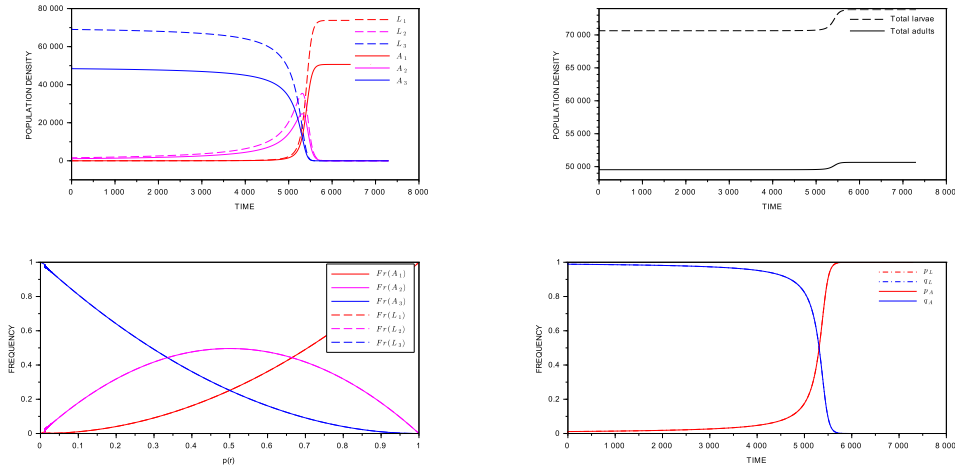 80 000
60 000
40 000
20 000
0
POPULATION DENSITY
0 1 000 2 000 3 000 4 000 5 000 6 000 7 000 8 000
TIME
L₁
L₂
L₃
A₁
A₂
A₃
70 000
65 000
60 000
55 000
50 000
POPULATION DENSITY
0 1 000 2 000 3 000 4 000 5 000 6 000 7 000 8 000
TIME
Total larvae
Total adults
1
0.8
0.6
0.4
0.2
0
FREQUENCY
0 0.1 0.2 0.3 0.4 0.5 0.6 0.7 0.8 0.9 1
p(r)
Fr(A₁)
Fr(A₂)
Fr(A₃)
Fr(L₁)
Fr(L₂)
Fr(L₃)
1
0.8
0.6
0.4
0.2
0
FREQUENCY
0 1 000 2 000 3 000 4 000 5 000 6 000 7 000 8 000
TIME
p_L
q_L
p_A
q_A